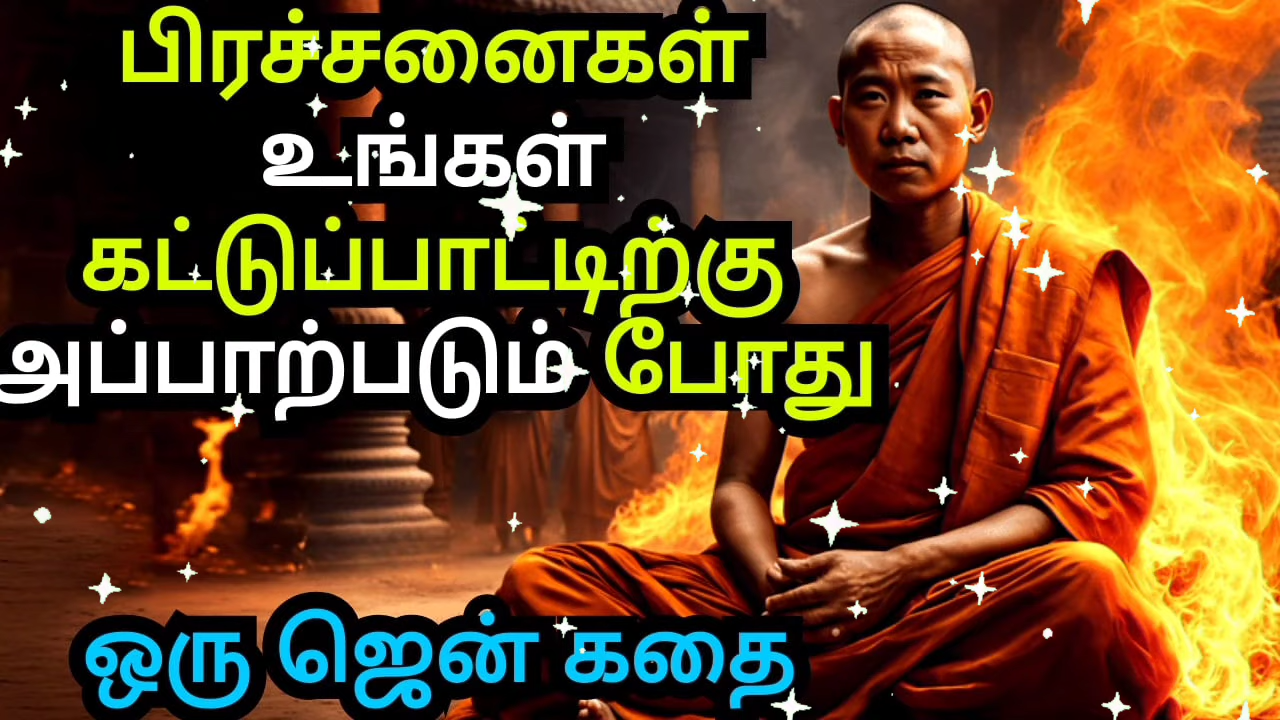 பிரச்சனைகள்
உங்கள்
கட்டுப்பாட்டிற்கு
அப்பாற்படும் போது
ஒரு ஜென் கதை